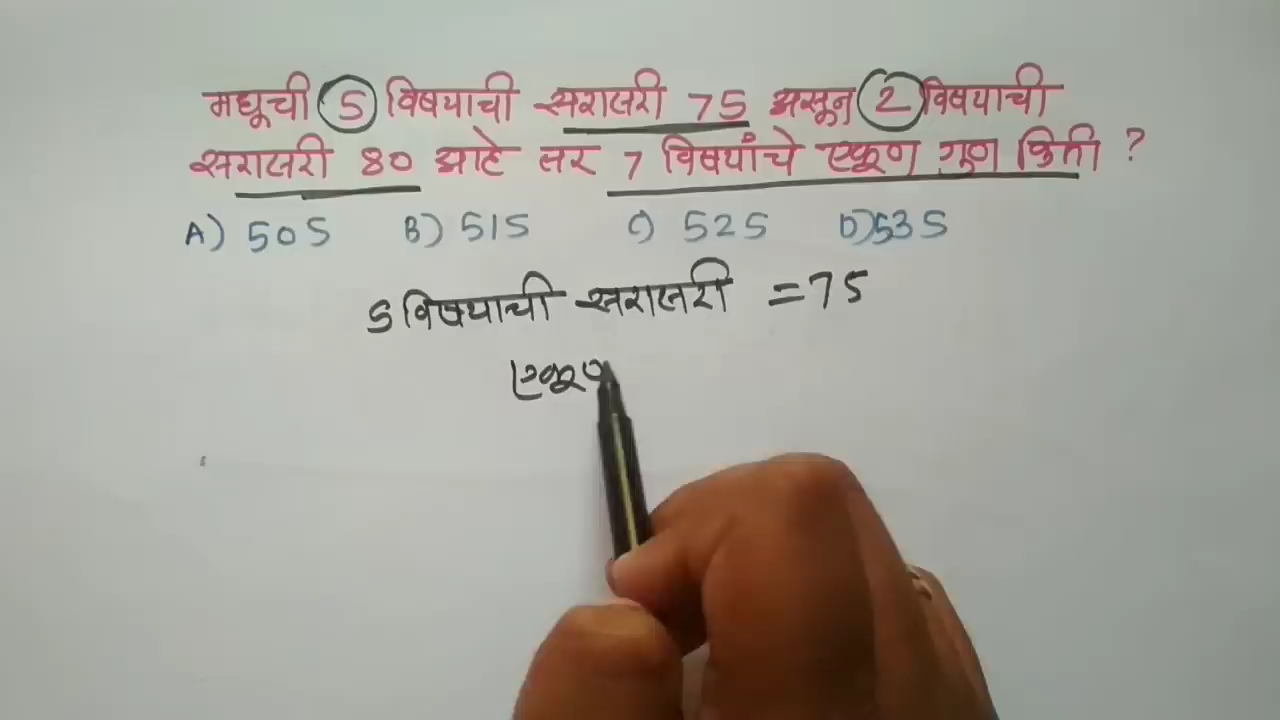 मधूची 5 विषयाची सरासरी 75 असून 2 विषयाची
सरासरी 80 आहे तर 7 विषयांचे एकूण गुण किती ?
A) 505 B) 515 C) 525 D) 535
5 विषयाची सरासरी = 75
एकूण